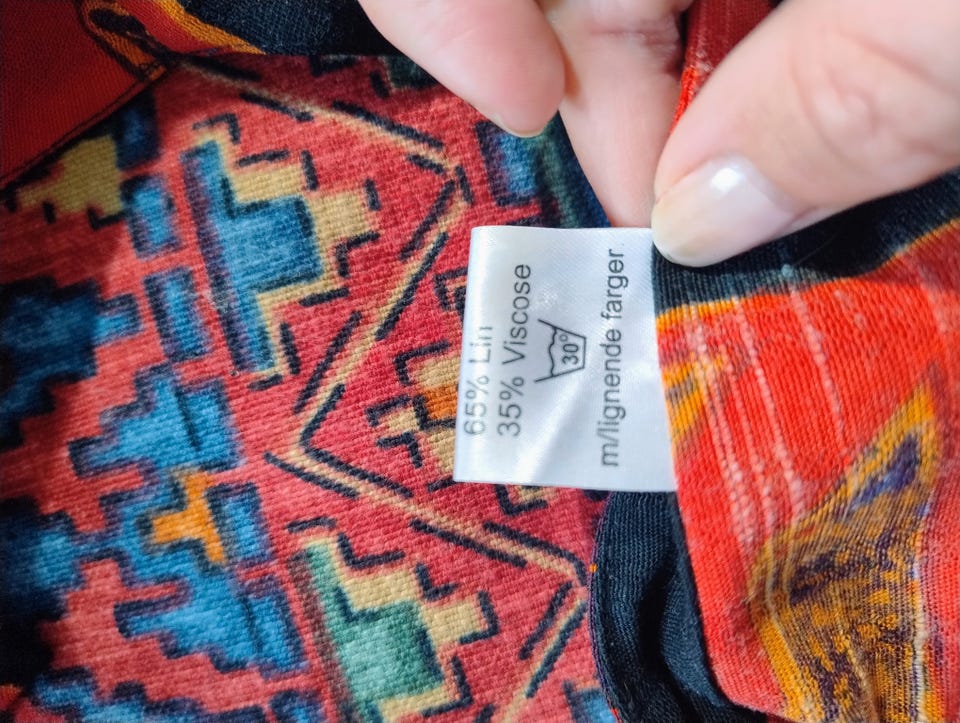 65% Lin
35% Viscose
30°
m/lignende farger